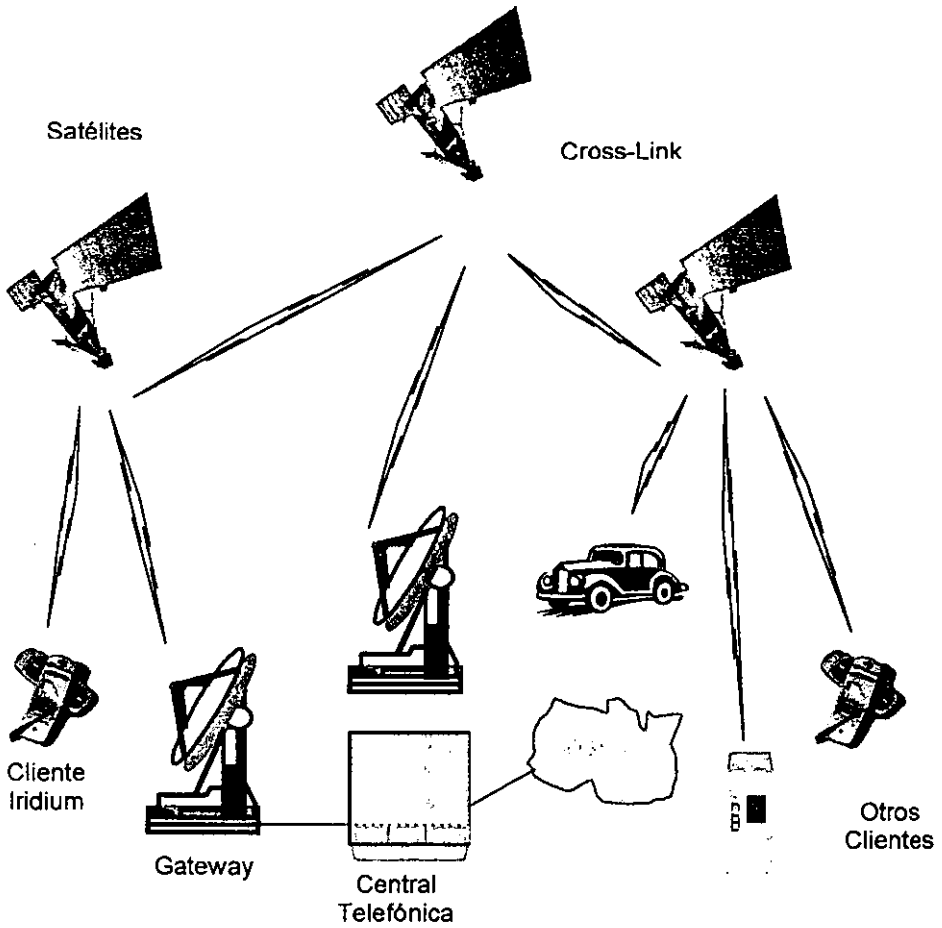 Satélites
Cross-Link
Cliente
Iridium
Gateway
Central
Telefónica
Otros
Clientes